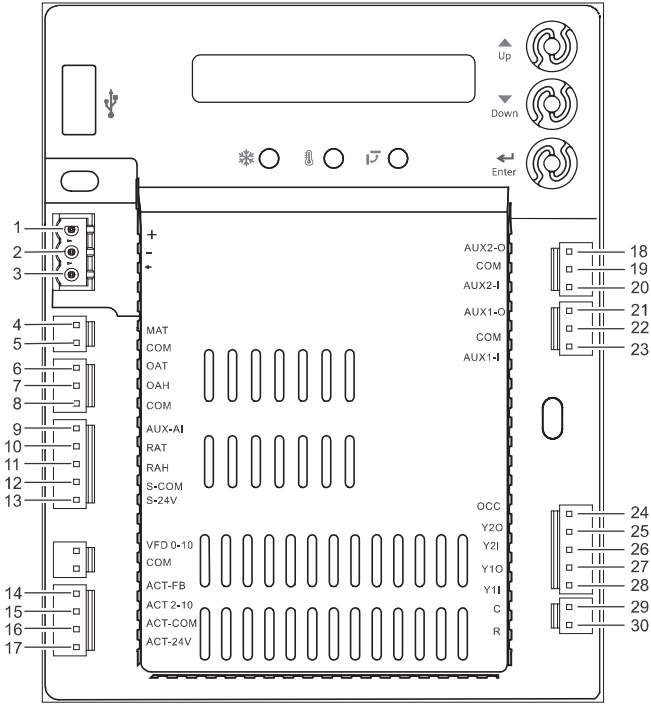 Up
Down
Enter
1
2
3
4
5
6
7
8
9
10
11
12
13
14
15
16
17
+
-
MAT
COM
OAT
OAH
COM
AUX-AI
RAT
RAH
S-COM
S-24V
VFD 0-10
COM
ACT-FB
ACT 2-10
ACT-COM
ACT-24V
AUX2-O
COM
AUX2-I
AUX1-O
COM
AUX1-I
OCC
Y2O
Y2I
Y1O
Y1I
C
R
18
19
20
21
22
23
24
25
26
27
28
29
30